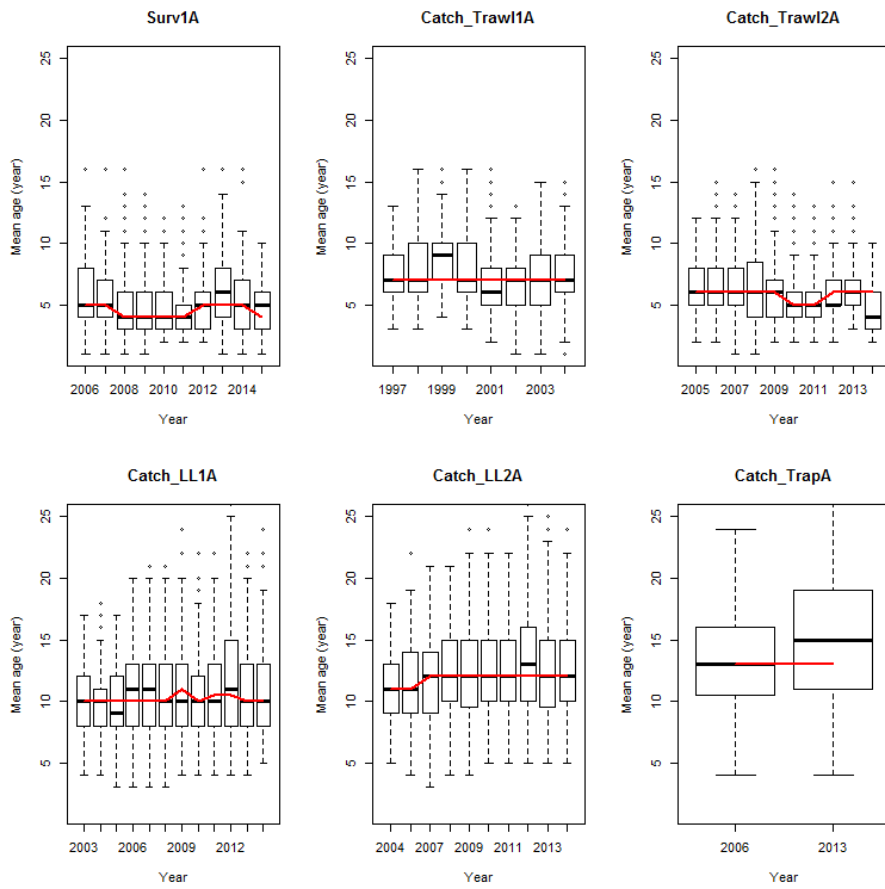 Surv1A
Catch_Trawl1A
Catch_Trawl2A
Mean age (year)
5 10 15 20 25
2006 2008 2010 2012 2014
Year
Mean age (year)
5 10 15 20 25
1997 1999 2001 2003
Year
Mean age (year)
5 10 15 20 25
2005 2007 2009 2011 2013
Year
Catch_LL1A
Catch_LL2A
Catch_TrapA
Mean age (year)
5 10 15 20 25
2003 2006 2009 2012
Year
Mean age (year)
5 10 15 20 25
2004 2007 2009 2011 2013
Year
Mean age (year)
5 10 15 20 25
2006 2013
Year